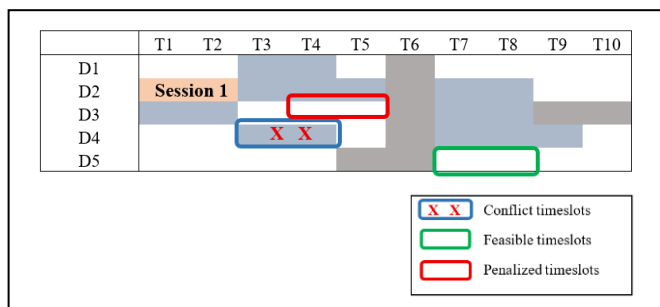 T1 T2 T3 T4 T5 T6 T7 T8 T9 T10
D1
D2 Session 1
D3
D4 X X
D5
X X Conflict timeslots
Feasible timeslots
Penalized timeslots